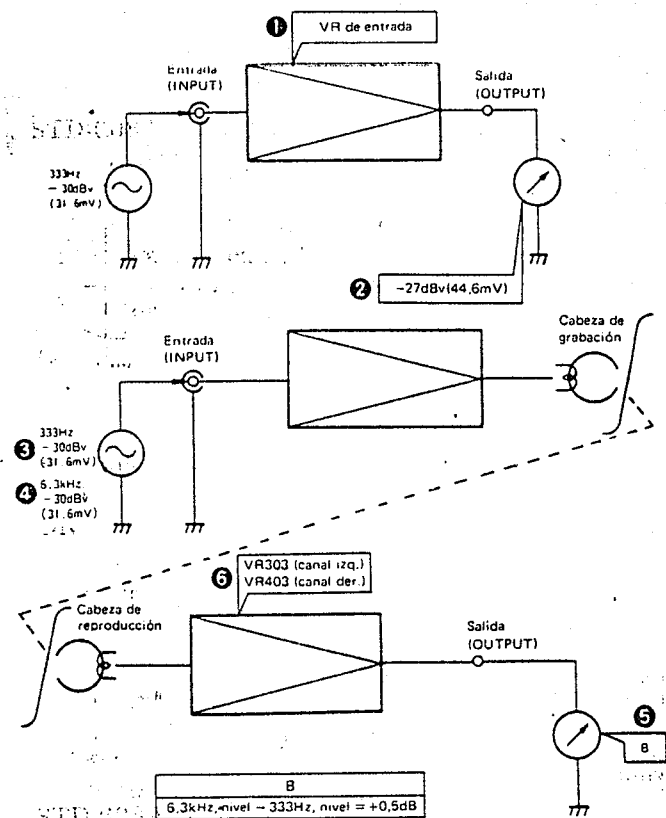 1 VR de entrada
Entrada
(INPUT)
Salida
(OUTPUT)
333Hz
– 30dBv
(31.6mV)
2 –27dBv(44,6mV)
Cabeza de
grabación
Entrada
(INPUT)
3 333Hz
– 30dBv
(31.6mV)
4 6.3kHz
– 30dBv
(31.6mV)
6 VR303 (canal izq.)
VR403 (canal der.)
Cabeza de
reproducción
Salida
(OUTPUT)
5
B
B
6.3kHz, nivel – 333Hz, nivel = +0,5dB